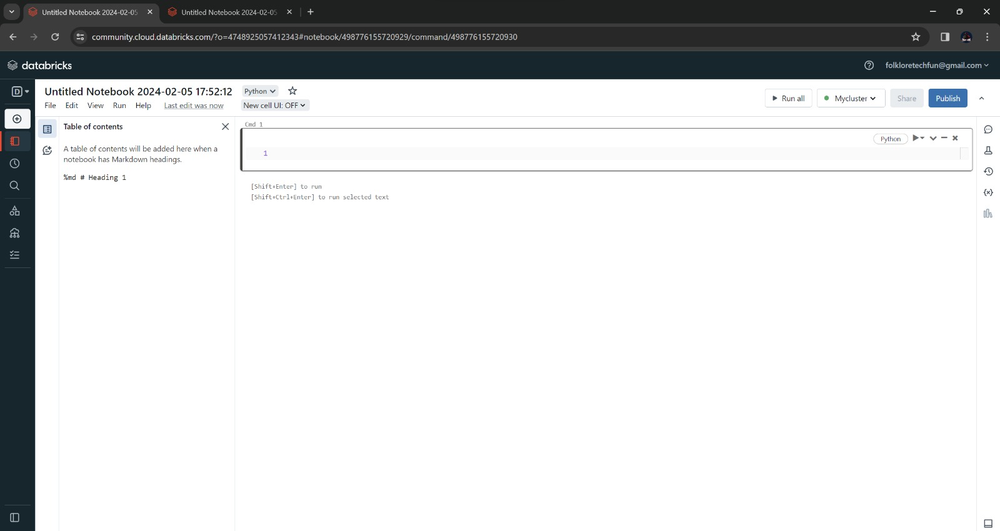 Untitled Notebook 2024-02-05
Untitled Notebook 2024-02-05
community.cloud.databricks.com/?o=4748925057412343#notebook/498776155720929/command/498776155720930
databricks
folkloretechfun@gmail.com
D
Untitled Notebook 2024-02-05 17:52:12
Python
File Edit View Run Help Last edit was now New cell UI: OFF
Run all
Mycluster
Share
Publish
Table of contents
A table of contents will be added here when a
notebook has Markdown headings.
%md # Heading 1
Cmd 1
Python
1
[Shift+Enter] to run
[Shift+Ctrl+Enter] to run selected text